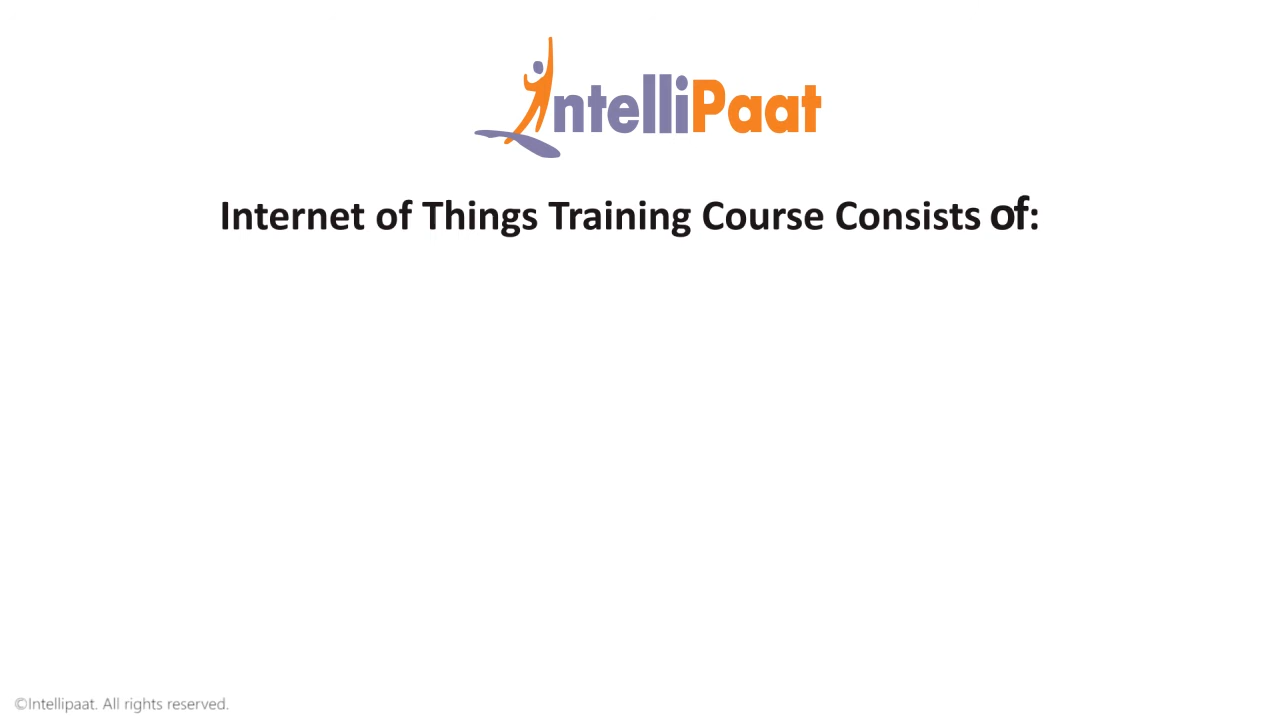 IntelliPaat
Internet of Things Training Course Consists of:
©Intellipaat. All rights reserved.